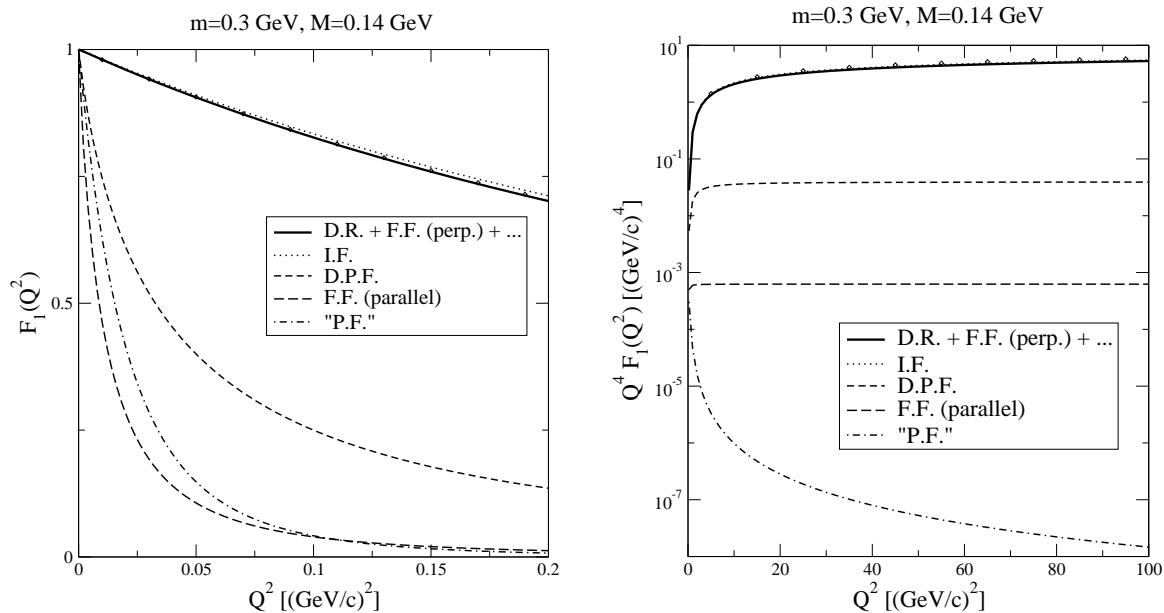 m=0.3 GeV, M=0.14 GeV
1
0.5
0
F₁(Q²)
D.R. + F.F. (perp.) + ...
I.F.
D.P.F.
F.F. (parallel)
"P.F."
0 0.05 0.1 0.15 0.2
Q² [(GeV/c)²]
m=0.3 GeV, M=0.14 GeV
10¹
10⁻¹
10⁻³
10⁻⁵
10⁻⁷
Q⁴ F₁(Q²) [(GeV/c)⁴]
D.R. + F.F. (perp.) + ...
I.F.
D.P.F.
F.F. (parallel)
"P.F."
0 20 40 60 80 100
Q² [(GeV/c)²]